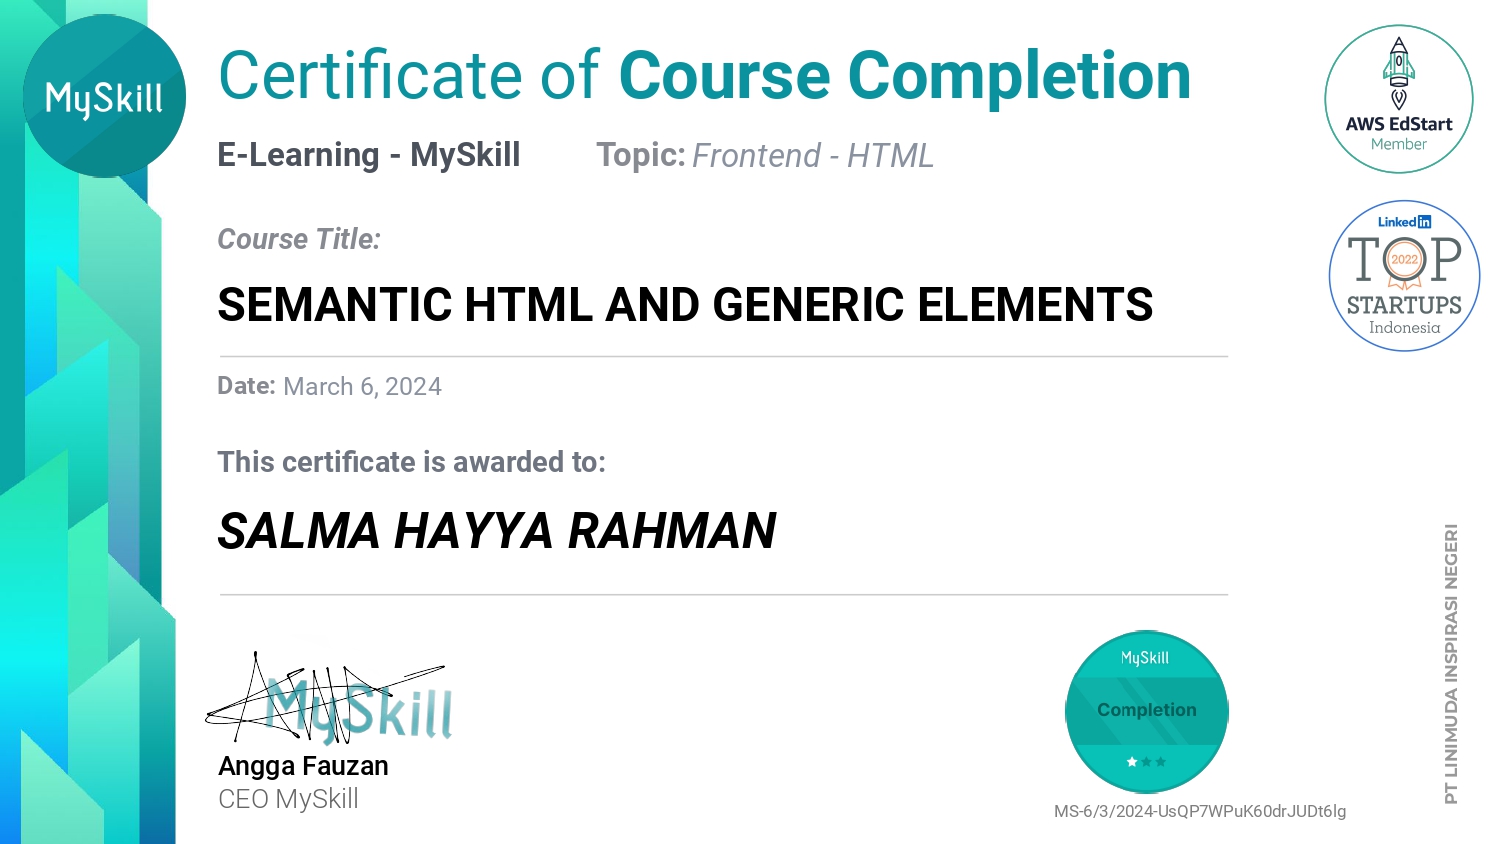 MySkill
Certificate of Course Completion
E-Learning - MySkill Topic: Frontend - HTML
Course Title:
SEMANTIC HTML AND GENERIC ELEMENTS
Date: March 6, 2024
This certificate is awarded to:
SALMA HAYYA RAHMAN
MySkill
Angga Fauzan
CEO MySkill
AWS EdStart
Member
Linked in
TOP
2022
STARTUPS
Indonesia
MySkill
Completion
MS-6/3/2024-UsQP7WPuK60drJUDt6lg
PT LINIMUDA INSPIRASI NEGERI